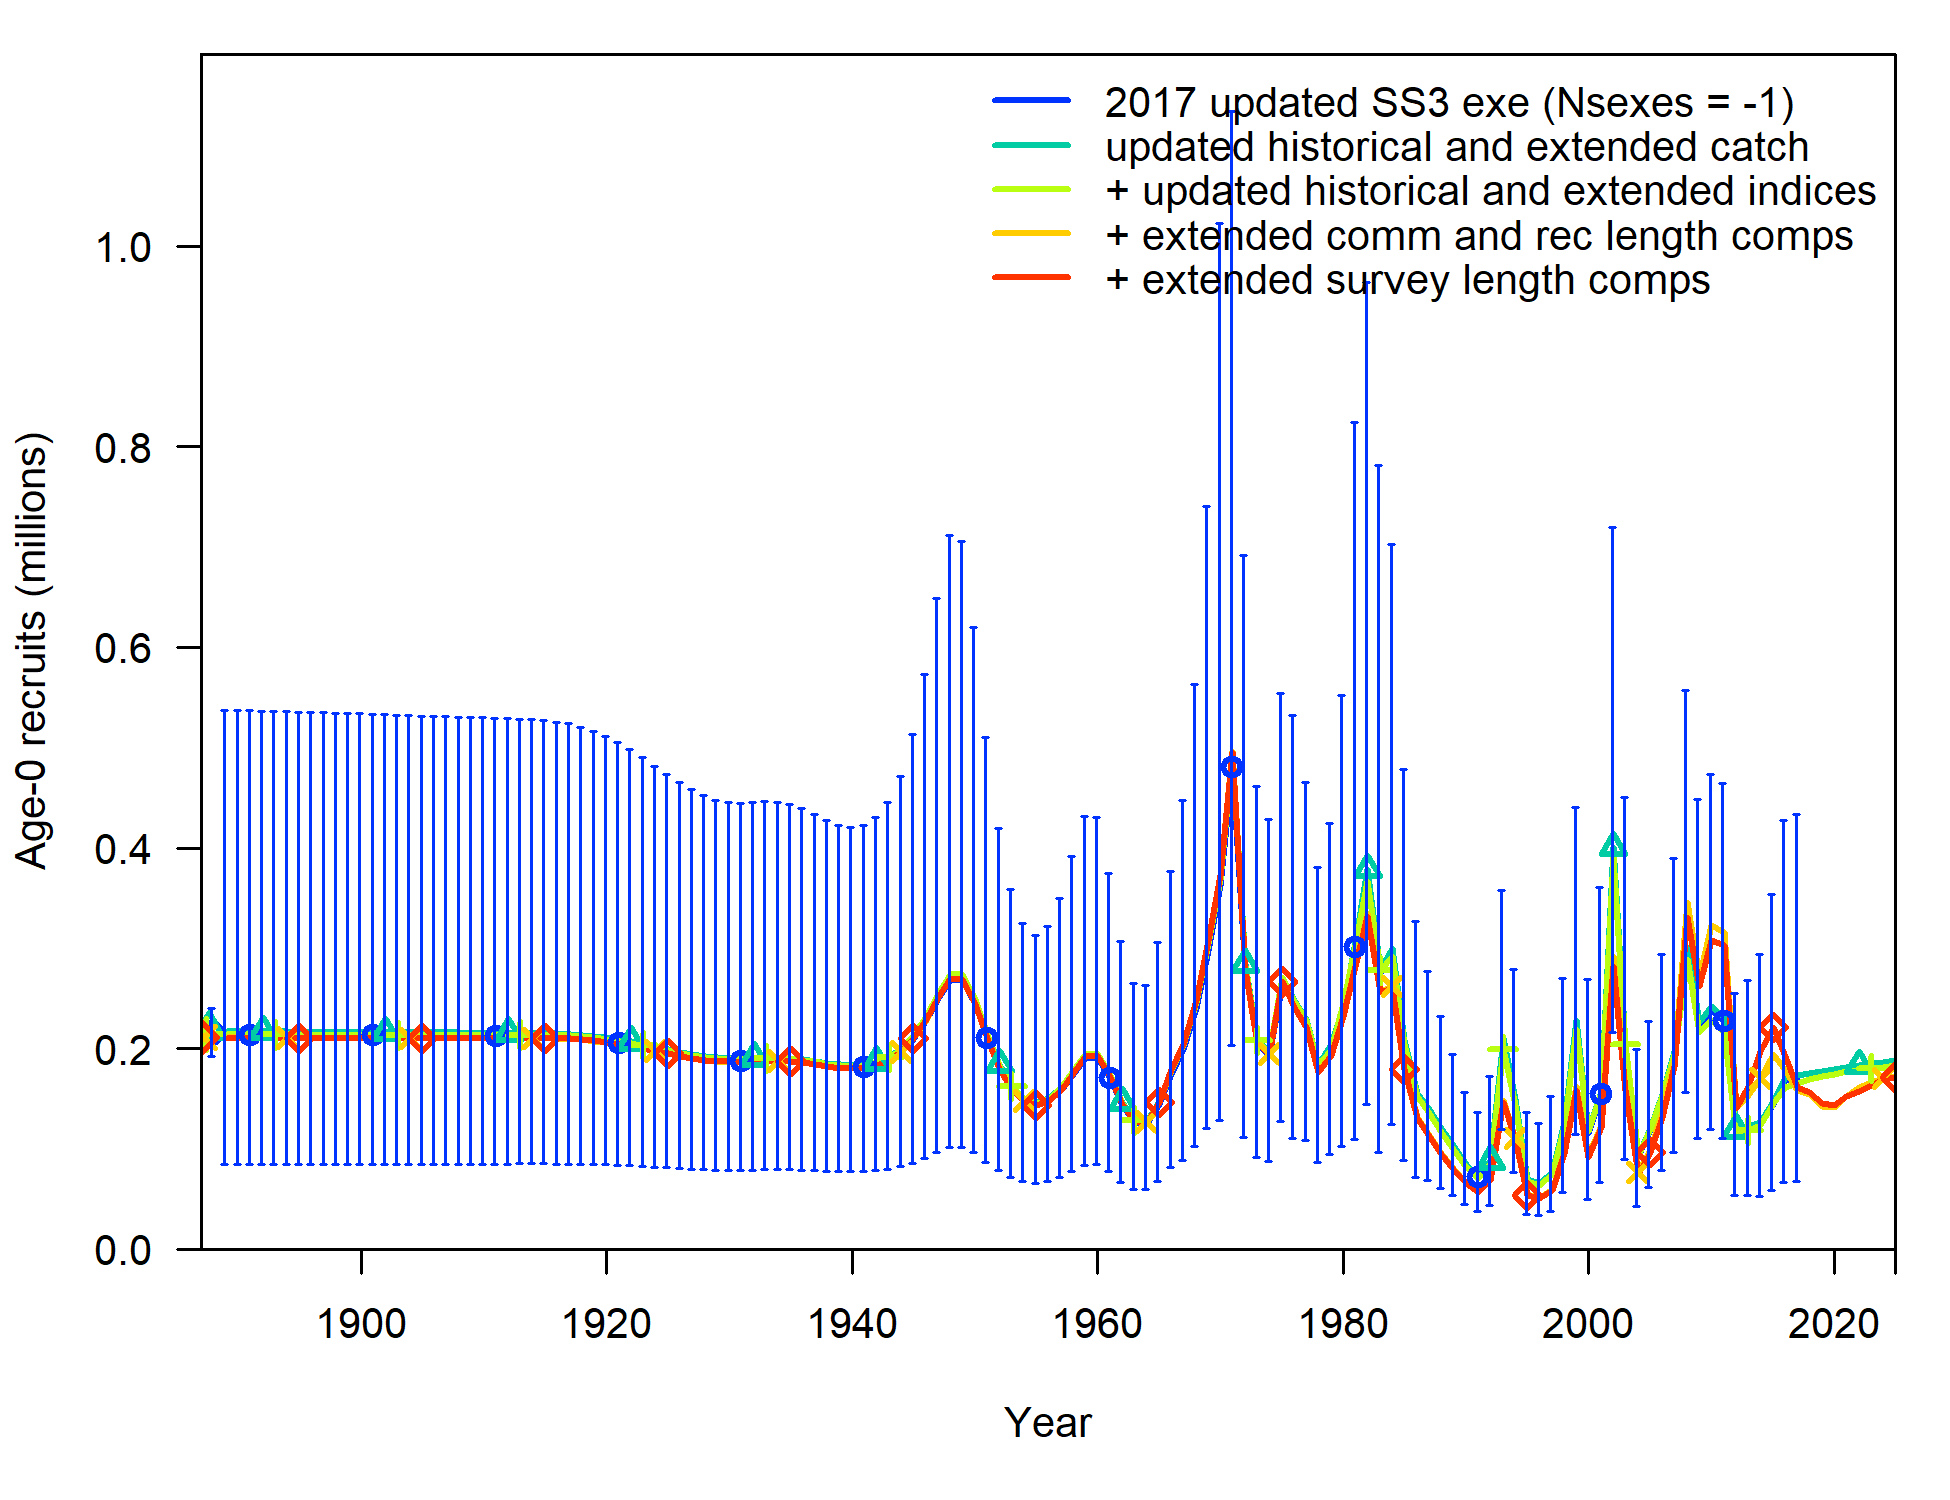 2017 updated SS3 exe (Nsexes = -1)
updated historical and extended catch
+ updated historical and extended indices
+ extended comm and rec length comps
+ extended survey length comps
Age-0 recruits (millions)
1.0
0.8
0.6
0.4
0.2
0.0
1900 1920 1940 1960 1980 2000 2020
Year